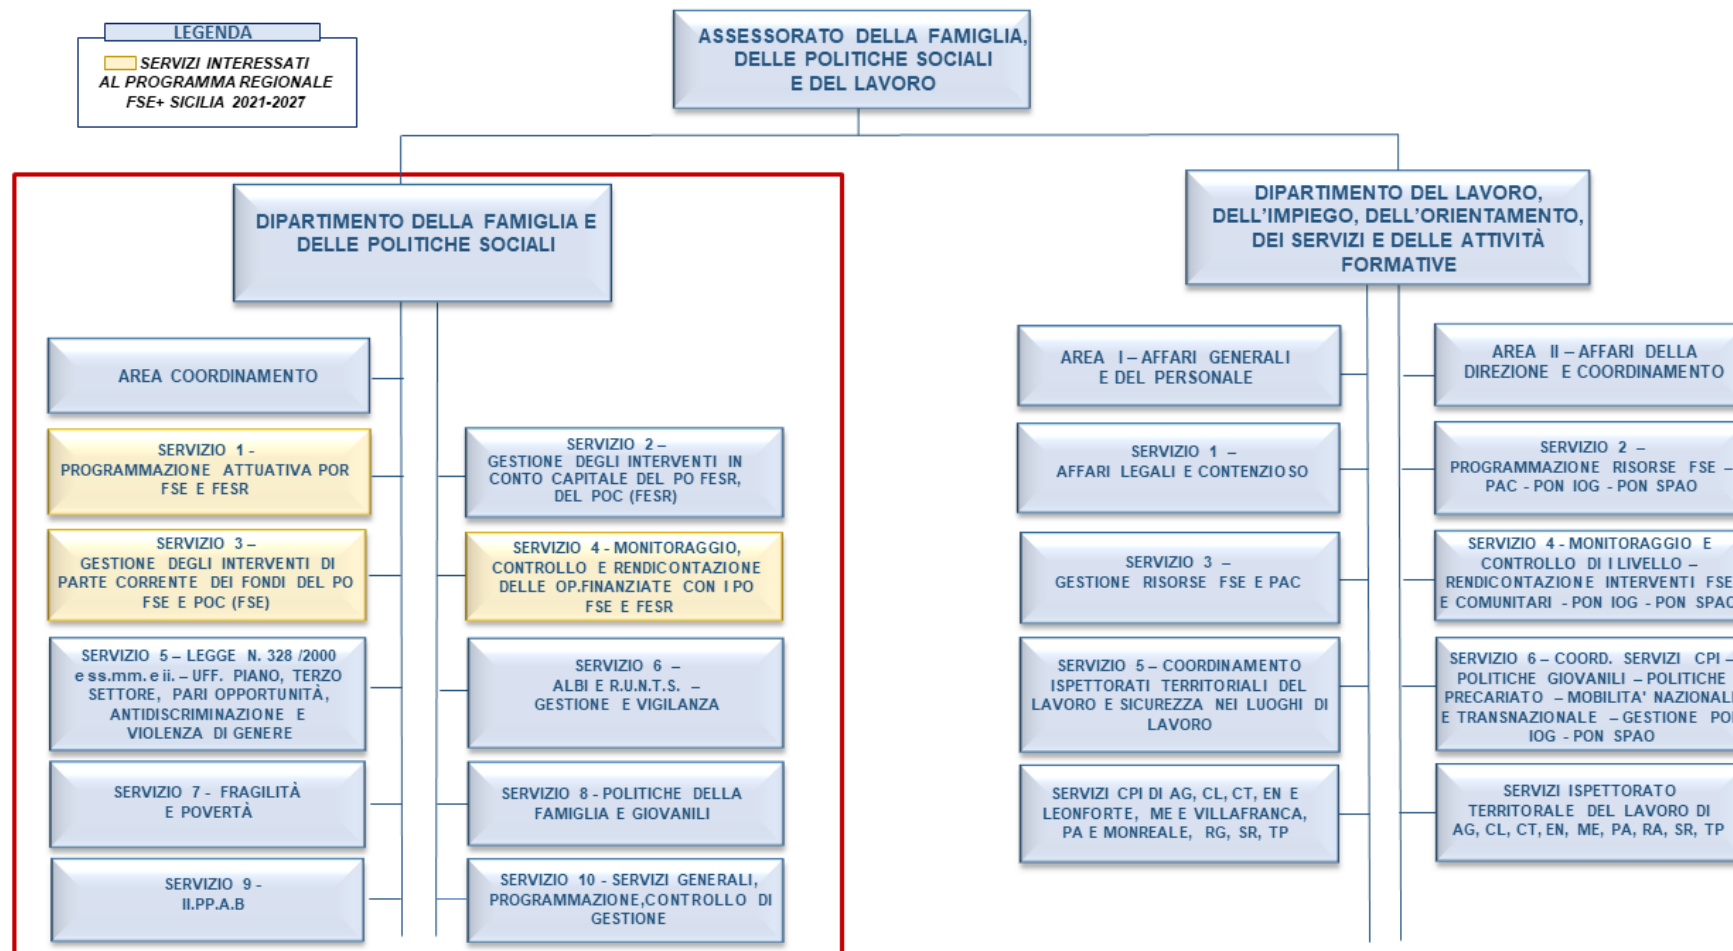 LEGENDA
SERVIZI INTERESSATI
AL PROGRAMMA REGIONALE
FSE+ SICILIA 2021-2027
ASSESSORATO DELLA FAMIGLIA,
DELLE POLITICHE SOCIALI
E DEL LAVORO
DIPARTIMENTO DELLA FAMIGLIA E
DELLE POLITICHE SOCIALI
AREA COORDINAMENTO
SERVIZIO 1 -
PROGRAMMAZIONE ATTUATIVA POR
FSE E FESR
SERVIZIO 2 –
GESTIONE DEGLI INTERVENTI IN
CONTO CAPITALE DEL PO FESR,
DEL POC (FESR)
SERVIZIO 3 –
GESTIONE DEGLI INTERVENTI DI
PARTE CORRENTE DEI FONDI DEL PO
FSE E POC (FSE)
SERVIZIO 4 - MONITORAGGIO,
CONTROLLO E RENDICONTAZIONE
DELLE OP.FINANZIATE CON I PO
FSE E FESR
SERVIZIO 5 – LEGGE N. 328 /2000
e ss.mm. e ii. – UFF. PIANO, TERZO
SETTORE, PARI OPPORTUNITÀ,
ANTIDISCRIMINAZIONE E
VIOLENZA DI GENERE
SERVIZIO 6 –
ALBI E R.U.N.T.S. –
GESTIONE E VIGILANZA
SERVIZIO 7 - FRAGILITÀ
E POVERTÀ
SERVIZIO 8 - POLITICHE DELLA
FAMIGLIA E GIOVANILI
SERVIZIO 9 -
II.PP.A.B
SERVIZIO 10 - SERVIZI GENERALI,
PROGRAMMAZIONE,CONTROLLO DI
GESTIONE
DIPARTIMENTO DEL LAVORO,
DELL'IMPIEGO, DELL'ORIENTAMENTO,
DEI SERVIZI E DELLE ATTIVITÀ
FORMATIVE
AREA I – AFFARI GENERALI
E DEL PERSONALE
AREA II – AFFARI DELLA
DIREZIONE E COORDINAMENTO
SERVIZIO 1 –
AFFARI LEGALI E CONTENZIOSO
SERVIZIO 2 –
PROGRAMMAZIONE RISORSE FSE –
PAC - PON IOG - PON SPAO
SERVIZIO 3 –
GESTIONE RISORSE FSE E PAC
SERVIZIO 4 - MONITORAGGIO E
CONTROLLO DI I LIVELLO –
RENDICONTAZIONE INTERVENTI FSE
E COMUNITARI - PON IOG - PON SPAO
SERVIZIO 5 – COORDINAMENTO
ISPETTORATI TERRITORIALI DEL
LAVORO E SICUREZZA NEI LUOGHI DI
LAVORO
SERVIZIO 6 – COORD. SERVIZI CPI –
POLITICHE GIOVANILI – POLITICHE
PRECARIATO – MOBILITA' NAZIONALE
E TRANSNAZIONALE – GESTIONE PON
IOG - PON SPAO
SERVIZI CPI DI AG, CL, CT, EN E
LEONFORTE, ME E VILLAFRANCA,
PA E MONREALE, RG, SR, TP
SERVIZI ISPETTORATO
TERRITORALE DEL LAVORO DI
AG, CL, CT, EN, ME, PA, RA, SR, TP